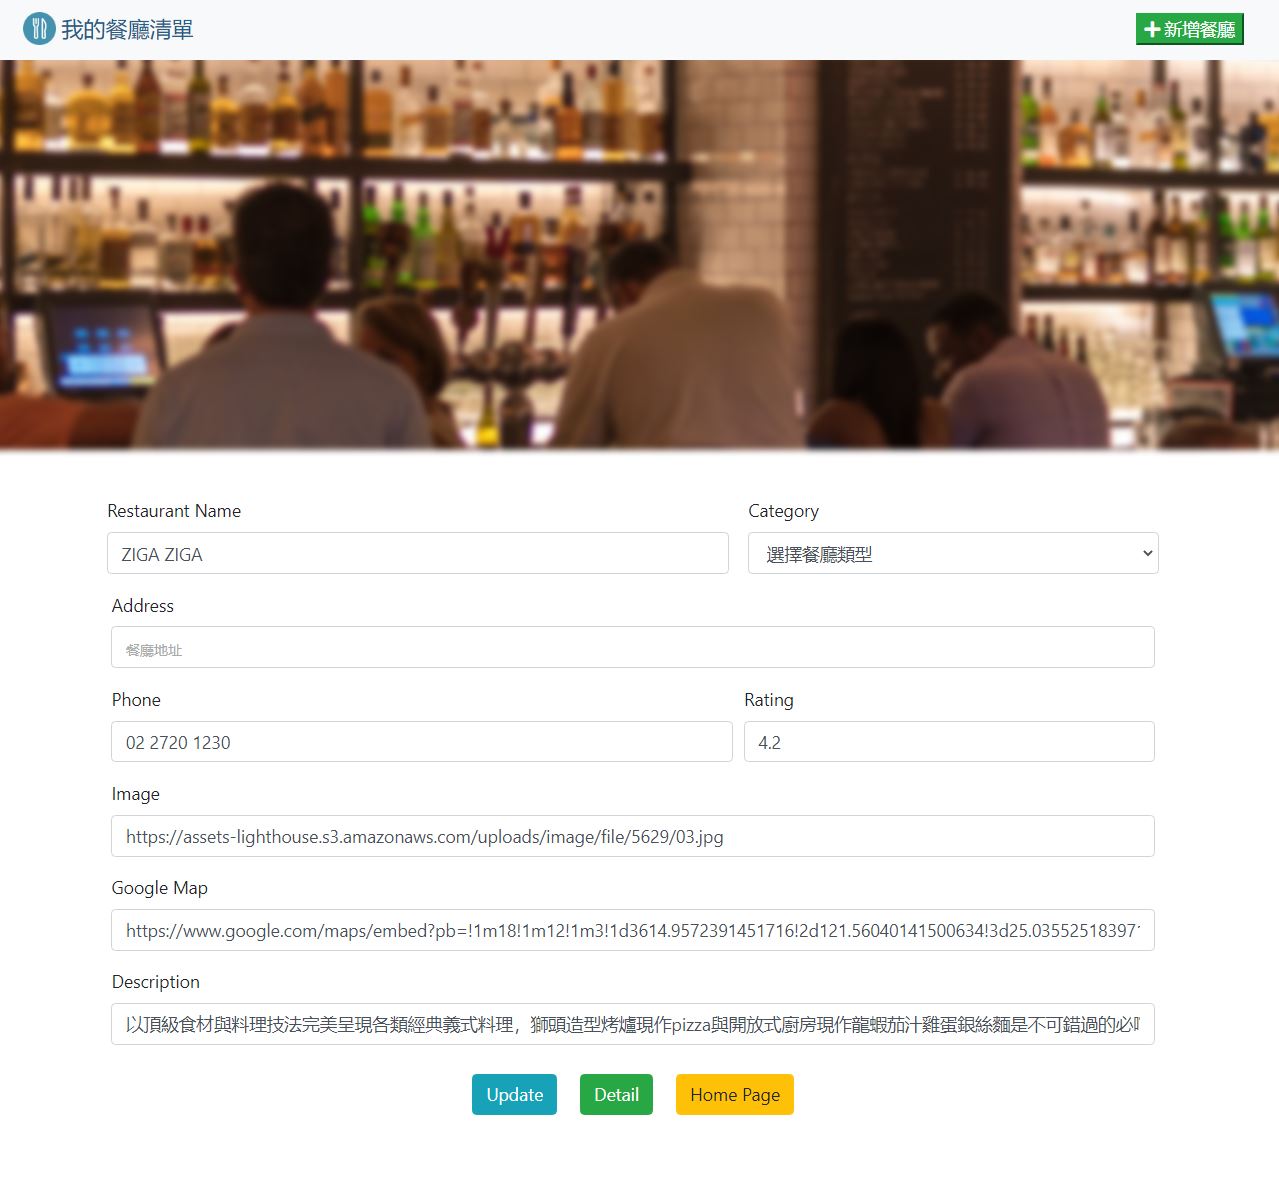 我的餐廳清單
新增餐廳
Restaurant Name
Category
ZIGA ZIGA
選擇餐廳類型
Address
餐廳地址
Phone
Rating
02 2720 1230
4.2
Image
https://assets-lighthouse.s3.amazonaws.com/uploads/image/file/5629/03.jpg
Google Map
https://www.google.com/maps/embed?pb=!1m18!1m12!1m3!1d3614.9572391451716!2d121.56040141500634!3d25.03552518397
Description
以頂級食材與料理技法完美呈現各類經典義式料理，獅頭造型烤爐現作pizza與開放式廚房現作龍蝦茄汁雞蛋銀絲麵是不可錯過的必
Update
Detail
Home Page